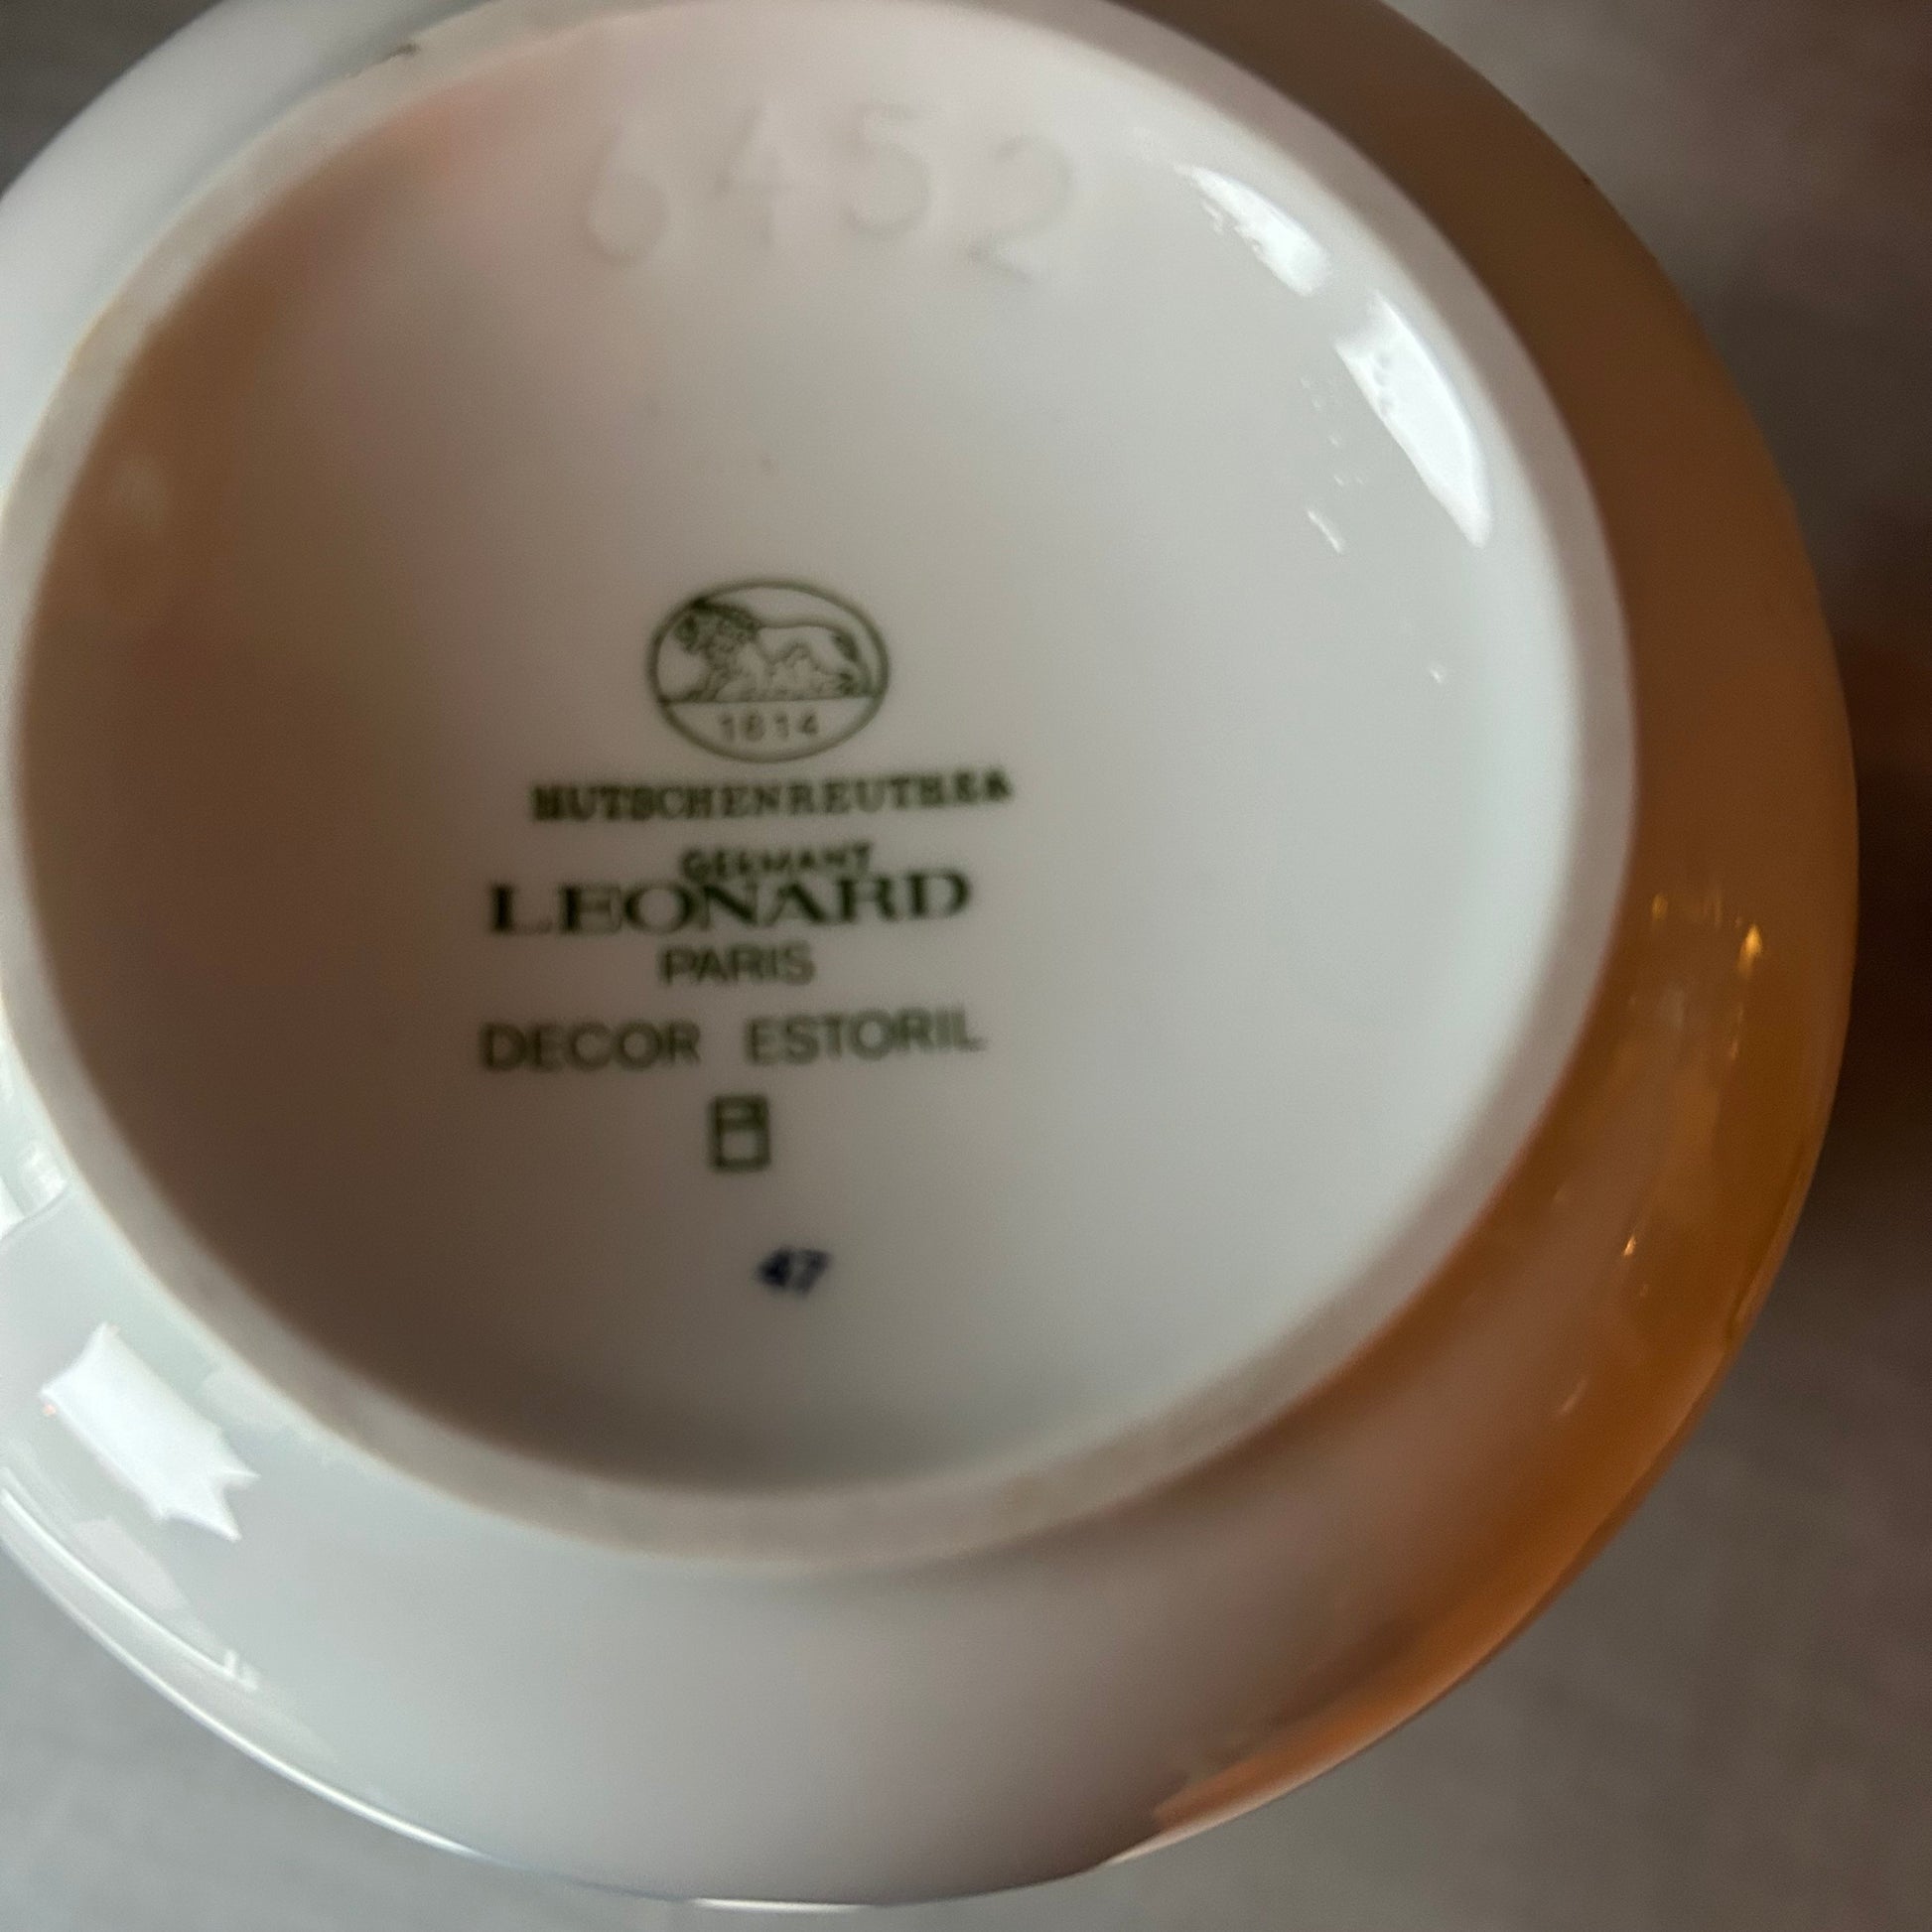 6452
1814
HUTSCHENREUTHER
GERMANY
LEONARD
PARIS
DECOR ESTORIL
B
47